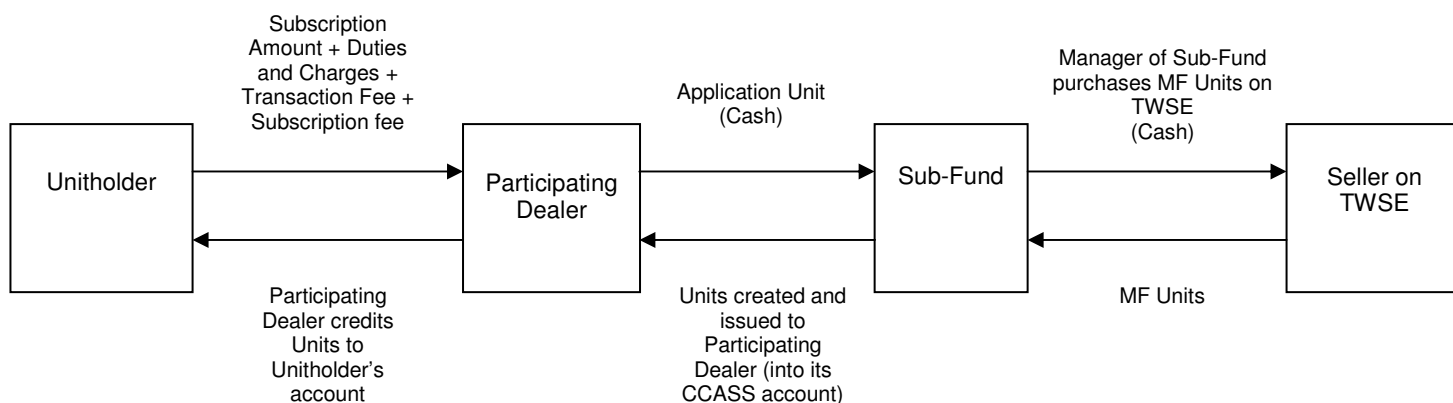 Subscription
Amount + Duties
and Charges +
Transaction Fee +
Subscription fee
Application Unit
(Cash)
Manager of Sub-Fund
purchases MF Units on
TWSE
(Cash)
Unitholder
Participating
Dealer
Sub-Fund
Seller on
TWSE
Participating
Dealer credits
Units to
Unitholder’s
account
Units created and
issued to
Participating
Dealer (into its
CCASS account)
MF Units